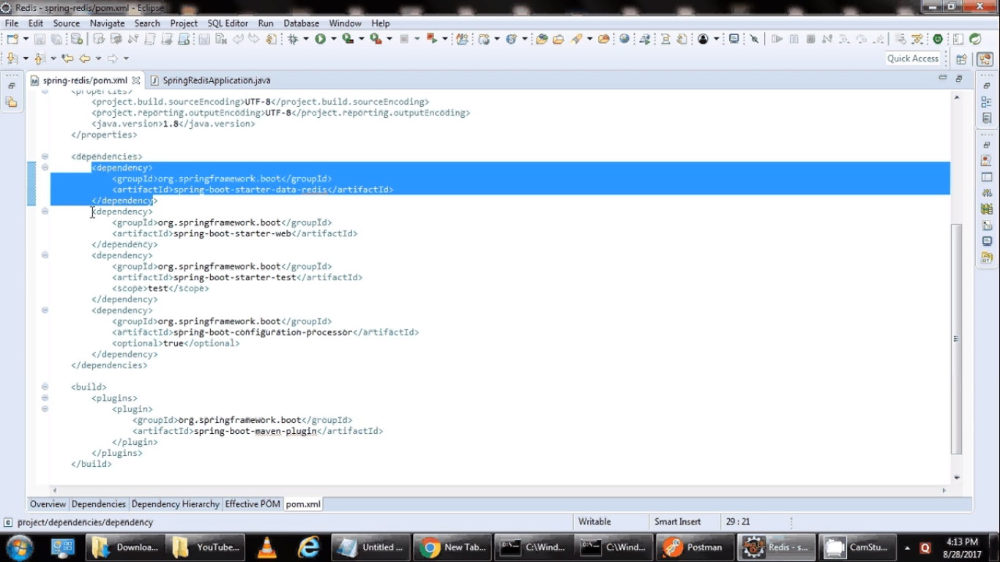 Redis - spring-redis/pom.xml - Eclipse
File Edit Source Navigate Search Project SQL Editor Run Database Window Help
Quick Access
spring-redis/pom.xml SpringRedisApplication.java
<properties>
<project.build.sourceEncoding>UTF-8</project.build.sourceEncoding>
<project.reporting.outputEncoding>UTF-8</project.reporting.outputEncoding>
<java.version>1.8</java.version>
</properties>
<dependencies>
<dependency>
<groupId>org.springframework.boot</groupId>
<artifactId>spring-boot-starter-data-redis</artifactId>
</dependency>
<dependency>
<groupId>org.springframework.boot</groupId>
<artifactId>spring-boot-starter-web</artifactId>
</dependency>
<dependency>
<groupId>org.springframework.boot</groupId>
<artifactId>spring-boot-starter-test</artifactId>
<scope>test</scope>
</dependency>
<dependency>
<groupId>org.springframework.boot</groupId>
<artifactId>spring-boot-configuration-processor</artifactId>
<optional>true</optional>
</dependency>
</dependencies>
<build>
<plugins>
<plugin>
<groupId>org.springframework.boot</groupId>
<artifactId>spring-boot-maven-plugin</artifactId>
</plugin>
</plugins>
</build>
Overview Dependencies Dependency Hierarchy Effective POM pom.xml
project/dependencies/dependency Writable Smart Insert 29 : 21
Downloa... YouTube... Untitled ... New Tab... C:\Wind... C:\Wind... Postman Redis - s... CamStu... 4:13 PM
8/28/2017